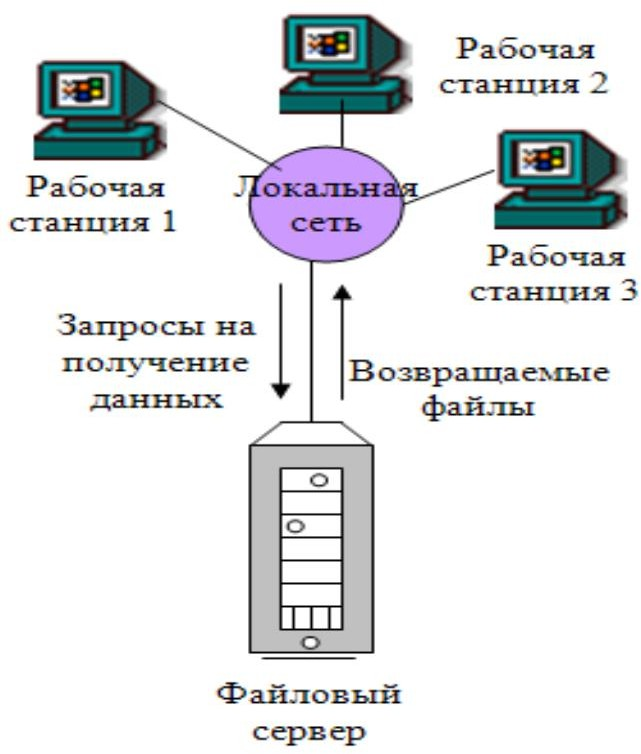 Рабочая
станция 2
Рабочая
станция 1
Локальная
сеть
Рабочая
станция 3
Запросы на
получение
данных
Возвращаемые
файлы
Файловый
сервер